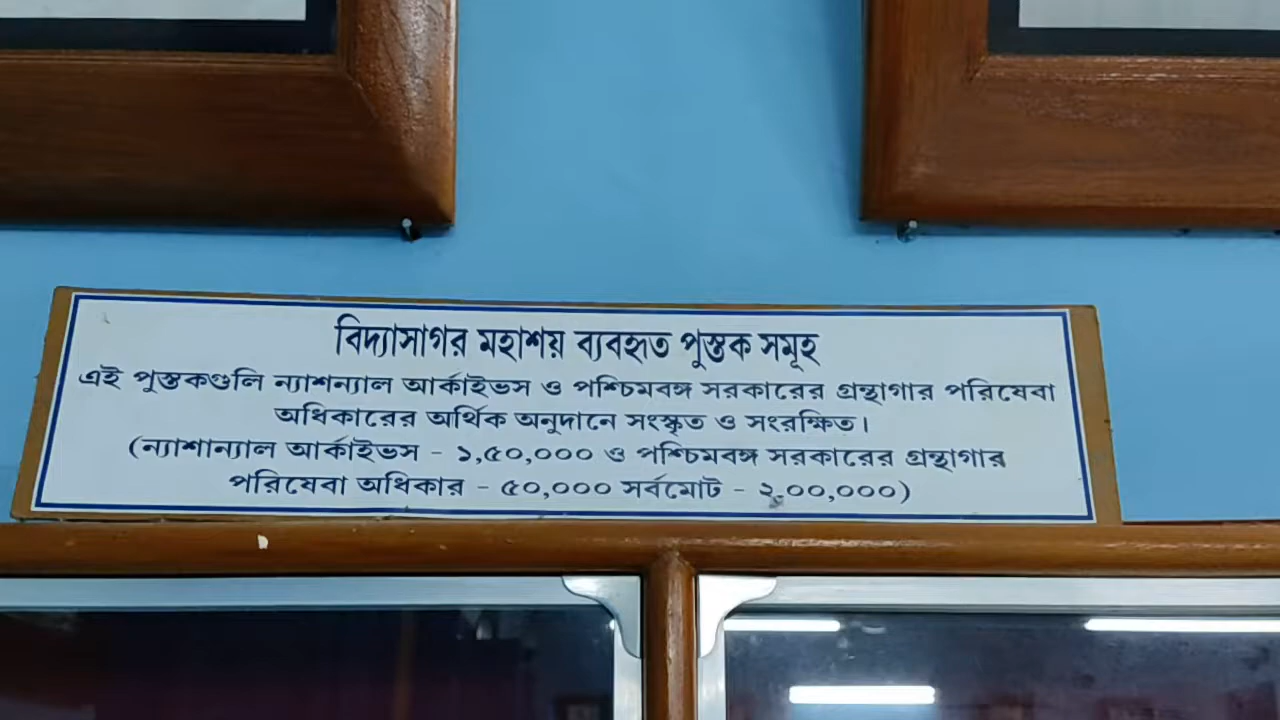 বিদ্যাসাগর মহাশয় ব্যবহৃত পুস্তক সমূহ
এই পুস্তকগুলি ন্যাশন্যাল আর্কাইভস ও পশ্চিমবঙ্গ সরকারের গ্রন্থাগার পরিষেবা
অধিকারের আর্থিক অনুদানে সংস্কৃত ও সংরক্ষিত।
(ন্যাশান্যাল আর্কাইভস - ১,৫০,০০০ ও পশ্চিমবঙ্গ সরকারের গ্রন্থাগার
পরিষেবা অধিকার - ৫০,০০০ সর্বমোট - ২,০০,০০০)